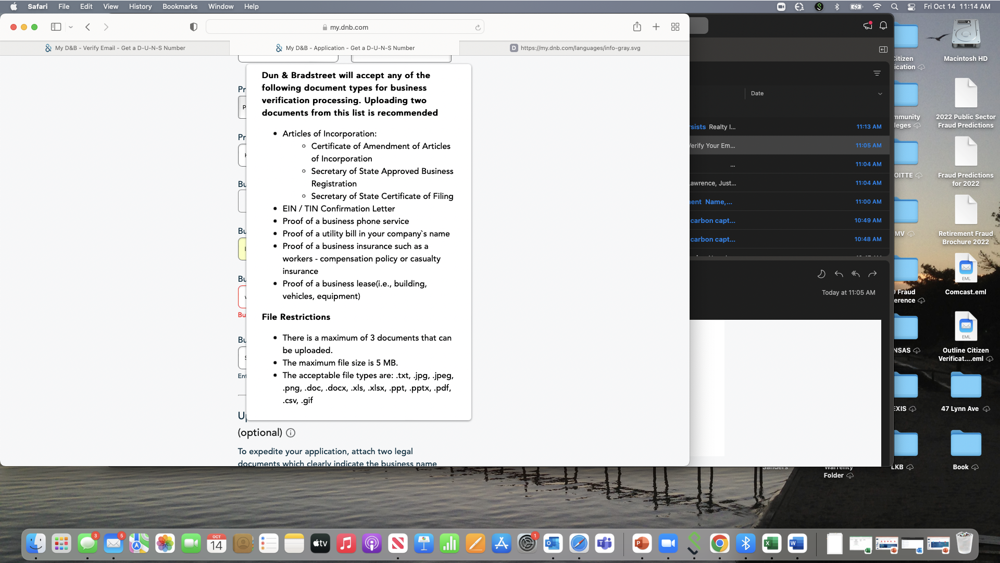 Safari File Edit View History Bookmarks Window Help
Fri Oct 14 11:14 AM
my.dnb.com
My D&B - Verify Email - Get a D-U-N-S Number
My D&B - Application - Get a D-U-N-S Number
D https://my.dnb.com/languages/info-gray.svg
Dun & Bradstreet will accept any of the
following document types for business
verification processing. Uploading two
documents from this list is recommended
Articles of Incorporation:
Certificate of Amendment of Articles
of Incorporation
Secretary of State Approved Business
Registration
Secretary of State Certificate of Filing
EIN / TIN Confirmation Letter
Proof of a business phone service
Proof of a utility bill in your company`s name
Proof of a business insurance such as a
workers - compensation policy or casualty
insurance
Proof of a business lease(i.e., building,
vehicles, equipment)
File Restrictions
There is a maximum of 3 documents that can
be uploaded.
The maximum file size is 5 MB.
The acceptable file types are: .txt, .jpg, .jpeg,
.png, .doc, .docx, .xls, .xlsx, .ppt, .pptx, .pdf,
.csv, .gif
Pr
P
Pr
Bu
Bu
Bu
Bu
Bu
Ent
Up
(optional)
To expedite your application, attach two legal
documents which clearly indicate the business name
Date
rsists Realty I...
11:13 AM
/erify Your Em...
11:05 AM
...
11:04 AM
Lawrence, Just...
11:04 AM
nent Name,...
11:00 AM
carbon capt...
10:49 AM
carbon capt...
10:48 AM
Today at 11:05 AM
Citizen
ication
mmunity
leges
OITTE
MV
Fraud
erence
NSAS
EXIS
LKB
Sanders
Warrenty
Folder
Macintosh HD
2022 Public Sector
Fraud Predictions
Fraud Predictions
for 2022
Retirement Fraud
Brochure 2022
EML
Comcast.eml
EML
Outline Citizen
Verificat....eml
47 Lynn Ave
Book
3
5
OCT
14
tv
1